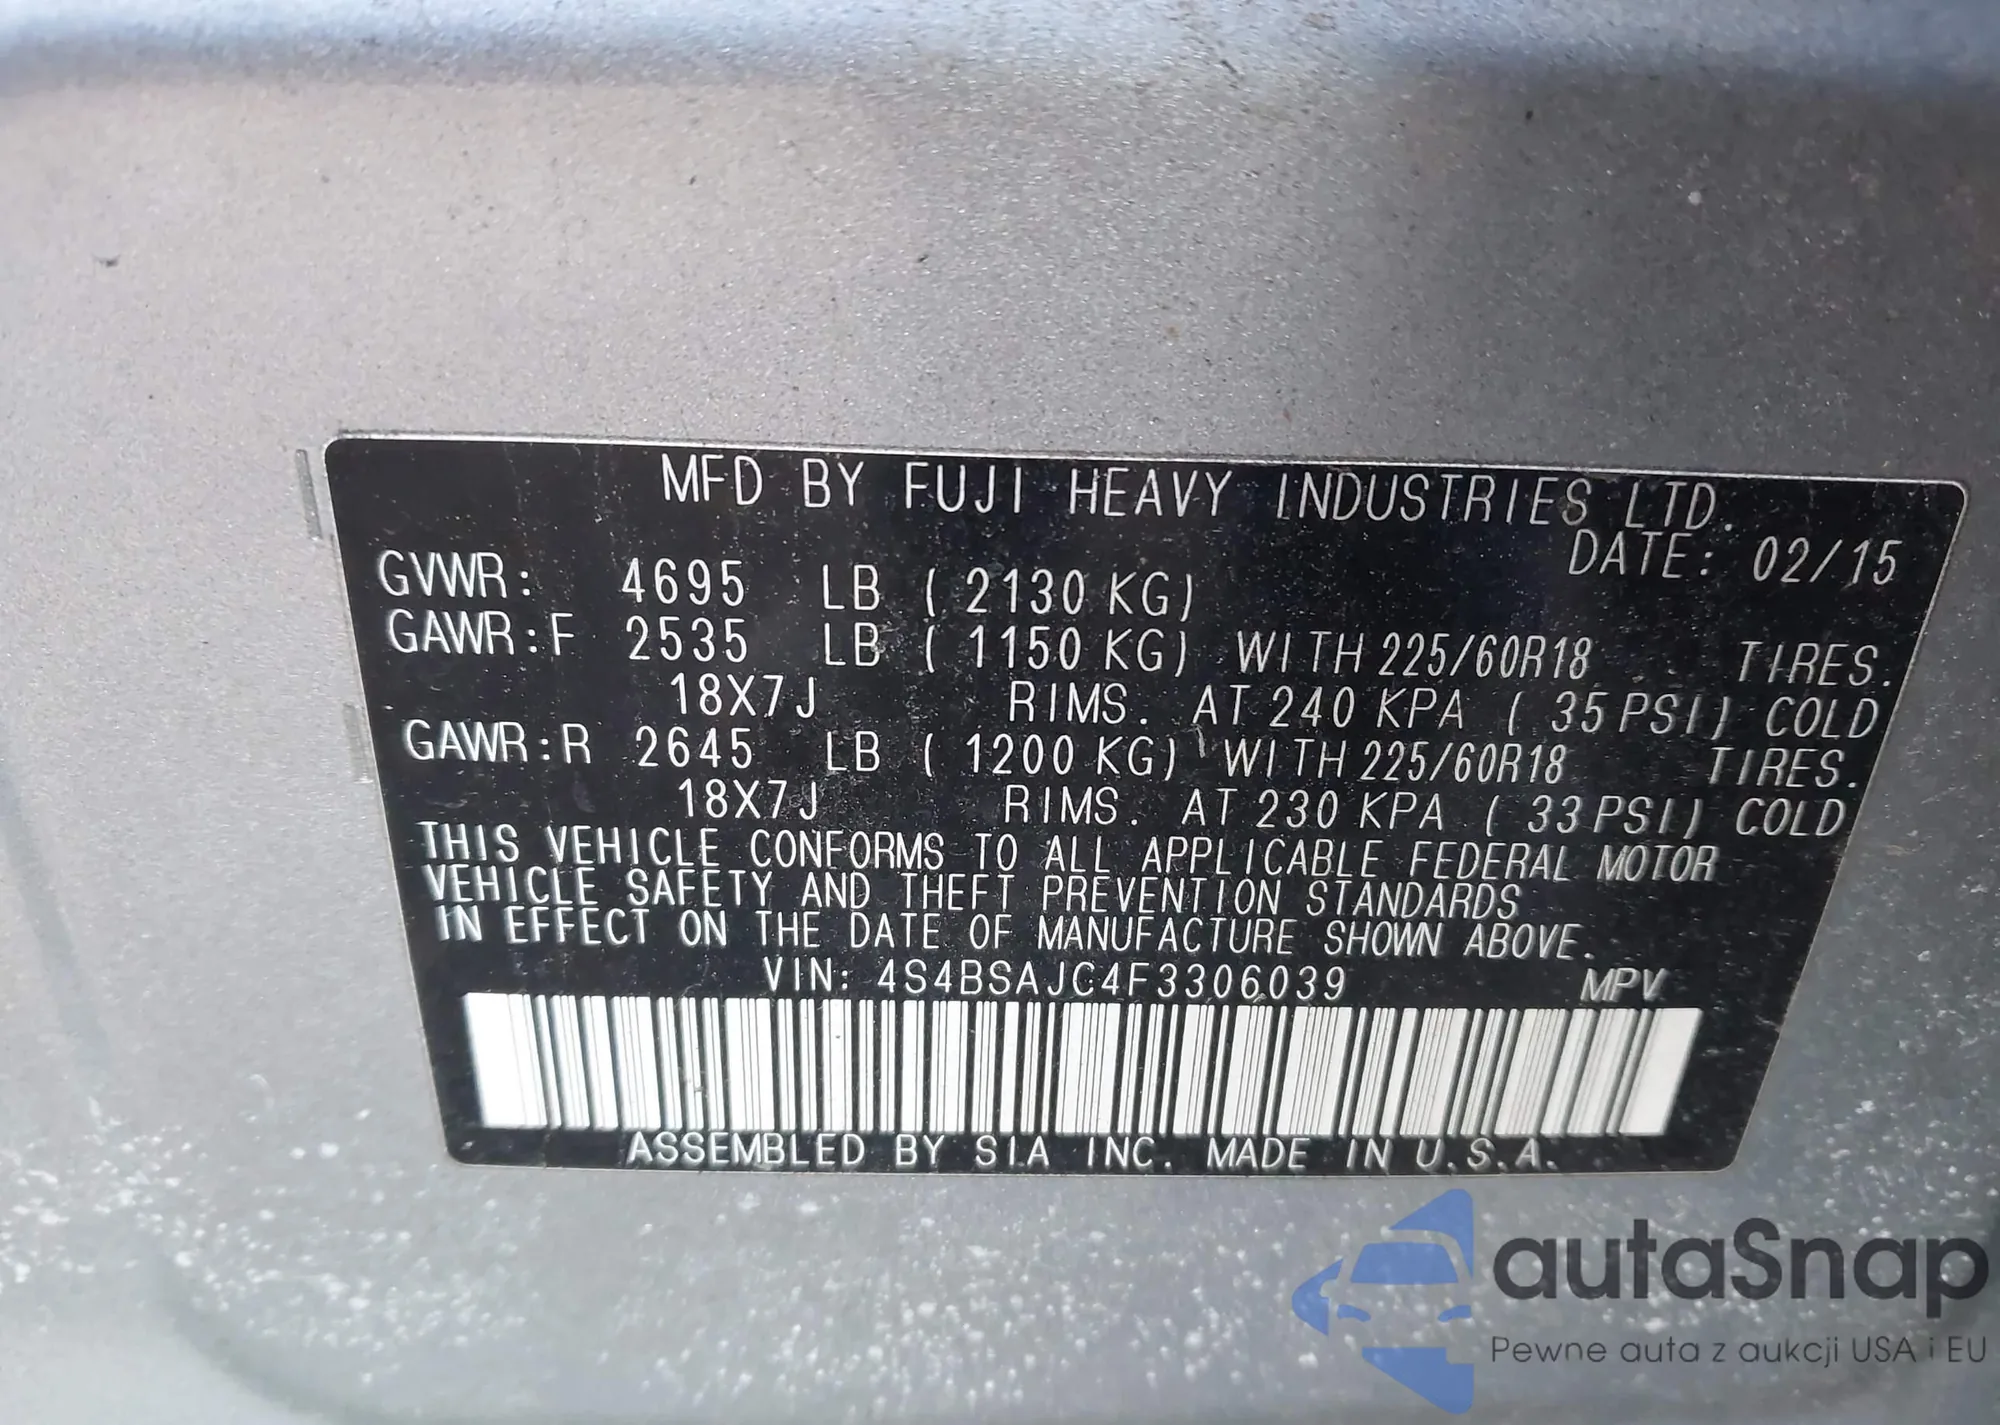 MFD BY FUJI HEAVY INDUSTRIES LTD.
DATE: 02/15
GVWR: 4695 LB ( 2130 KG)
GAWR:F 2535 LB ( 1150 KG) WITH 225/60R18 TIRES.
18X7J RIMS. AT 240 KPA ( 35 PSI) COLD
GAWR:R 2645 LB ( 1200 KG) WITH 225/60R18 TIRES.
18X7J RIMS. AT 230 KPA ( 33 PSI) COLD
THIS VEHICLE CONFORMS TO ALL APPLICABLE FEDERAL MOTOR
VEHICLE SAFETY AND THEFT PREVENTION STANDARDS
IN EFFECT ON THE DATE OF MANUFACTURE SHOWN ABOVE.
VIN: 4S4BSAJC4F3306039 MPV
ASSEMBLED BY SIA INC. MADE IN U.S.A.
autaSnap
Pewne auta z aukcji USA i EU